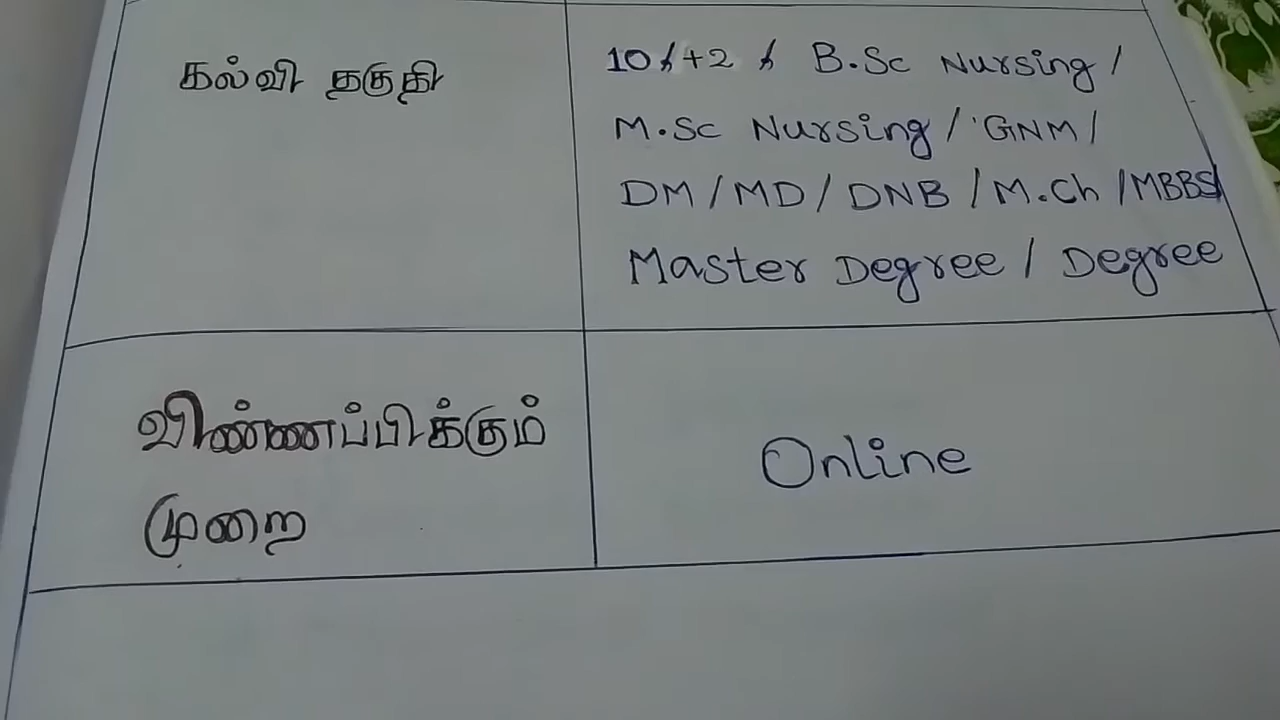 கல்வி தகுதி
10/+2 / B.Sc Nursing /
M.Sc Nursing / GNM /
DM / MD / DNB / M.Ch / MBBS
Master Degree / Degree
விண்ணப்பிக்கும்
முறை
Online